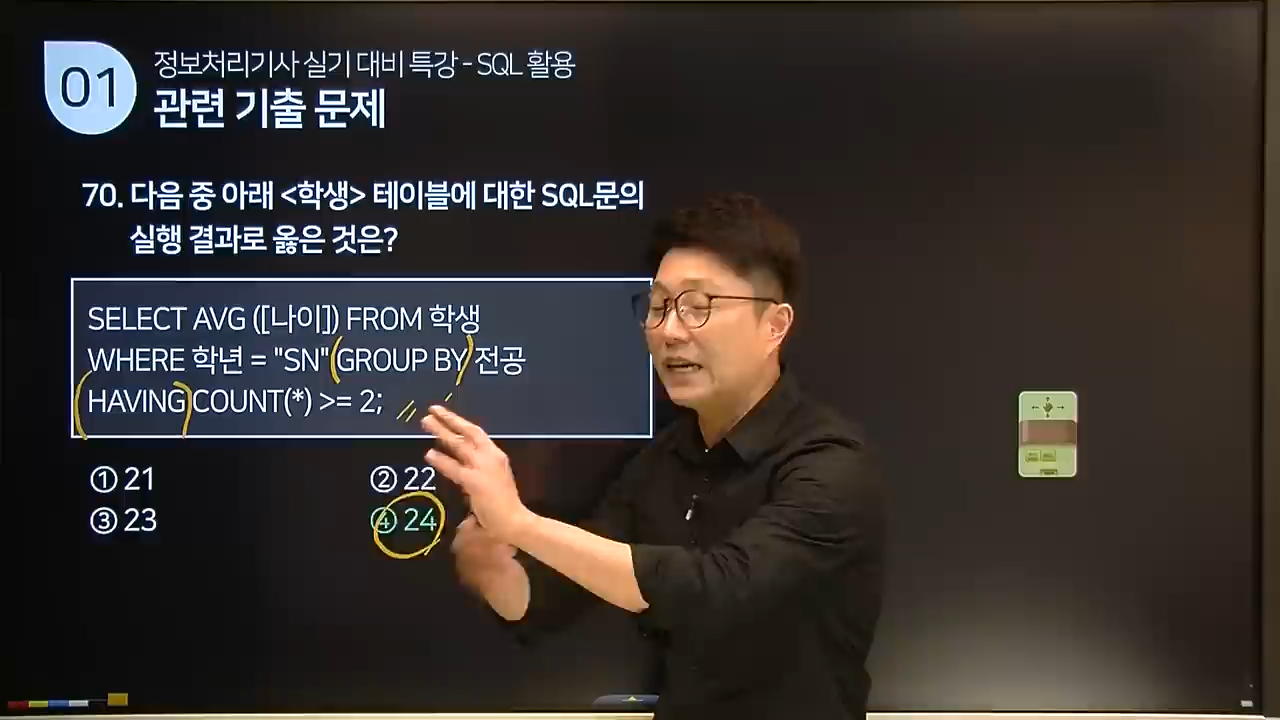 01
정보처리기사 실기 대비 특강 - SQL 활용
관련 기출 문제
70. 다음 중 아래 <학생> 테이블에 대한 SQL문의
실행 결과로 옳은 것은?
SELECT AVG ([나이]) FROM 학생
WHERE 학년 = "SN" GROUP BY 전공
HAVING COUNT(*) >= 2;
① 21
② 22
③ 23
④ 24